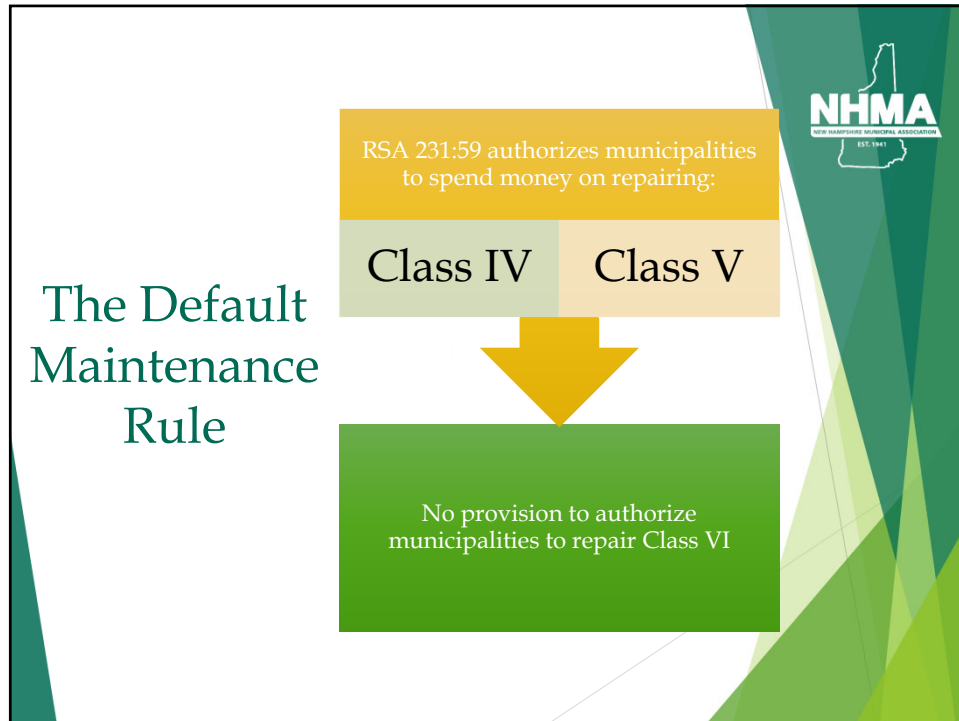 NHMA
NEW HAMPSHIRE MUNICIPAL ASSOCIATION
EST. 1941
The Default
Maintenance
Rule
RSA 231:59 authorizes municipalities
to spend money on repairing:
Class IV
Class V
No provision to authorize
municipalities to repair Class VI